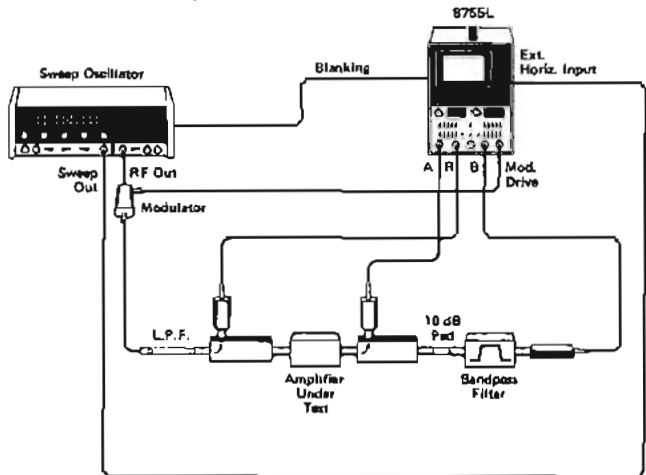 8755L
Sweep Oscillator
Blanking
Ext.
Horiz. Input
Sweep
Out
RF Out
Modulator
A
R
B
Mod.
Drive
L.P.F.
10 dB
Pad
Amplifier
Under
Test
Bandpass
Filter